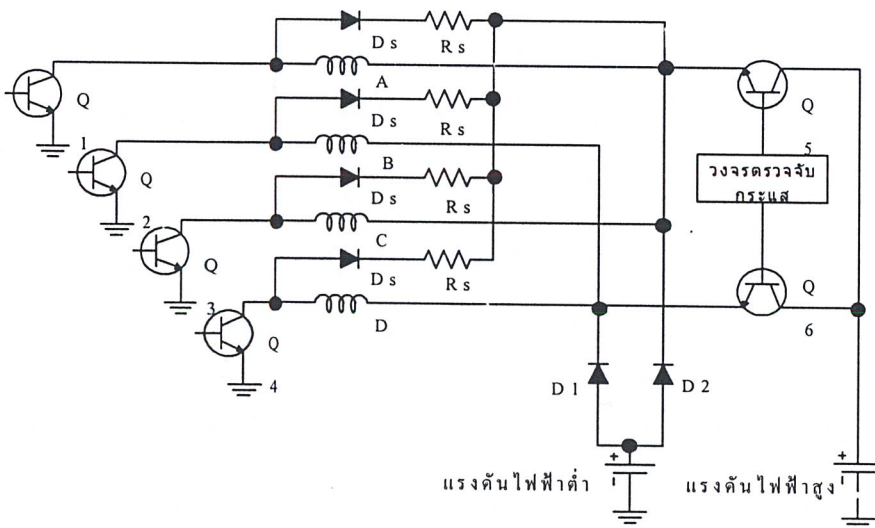 D s R s
A Q
D s R s
1 Q 5
B วงจรตรวจจับ
กระแส
D s R s
2 Q
C
D s R s
3 Q
D 6
Q
4 D 1 D 2
+ +
แรงดันไฟฟ้าต่ำ แรงดันไฟฟ้าสูง